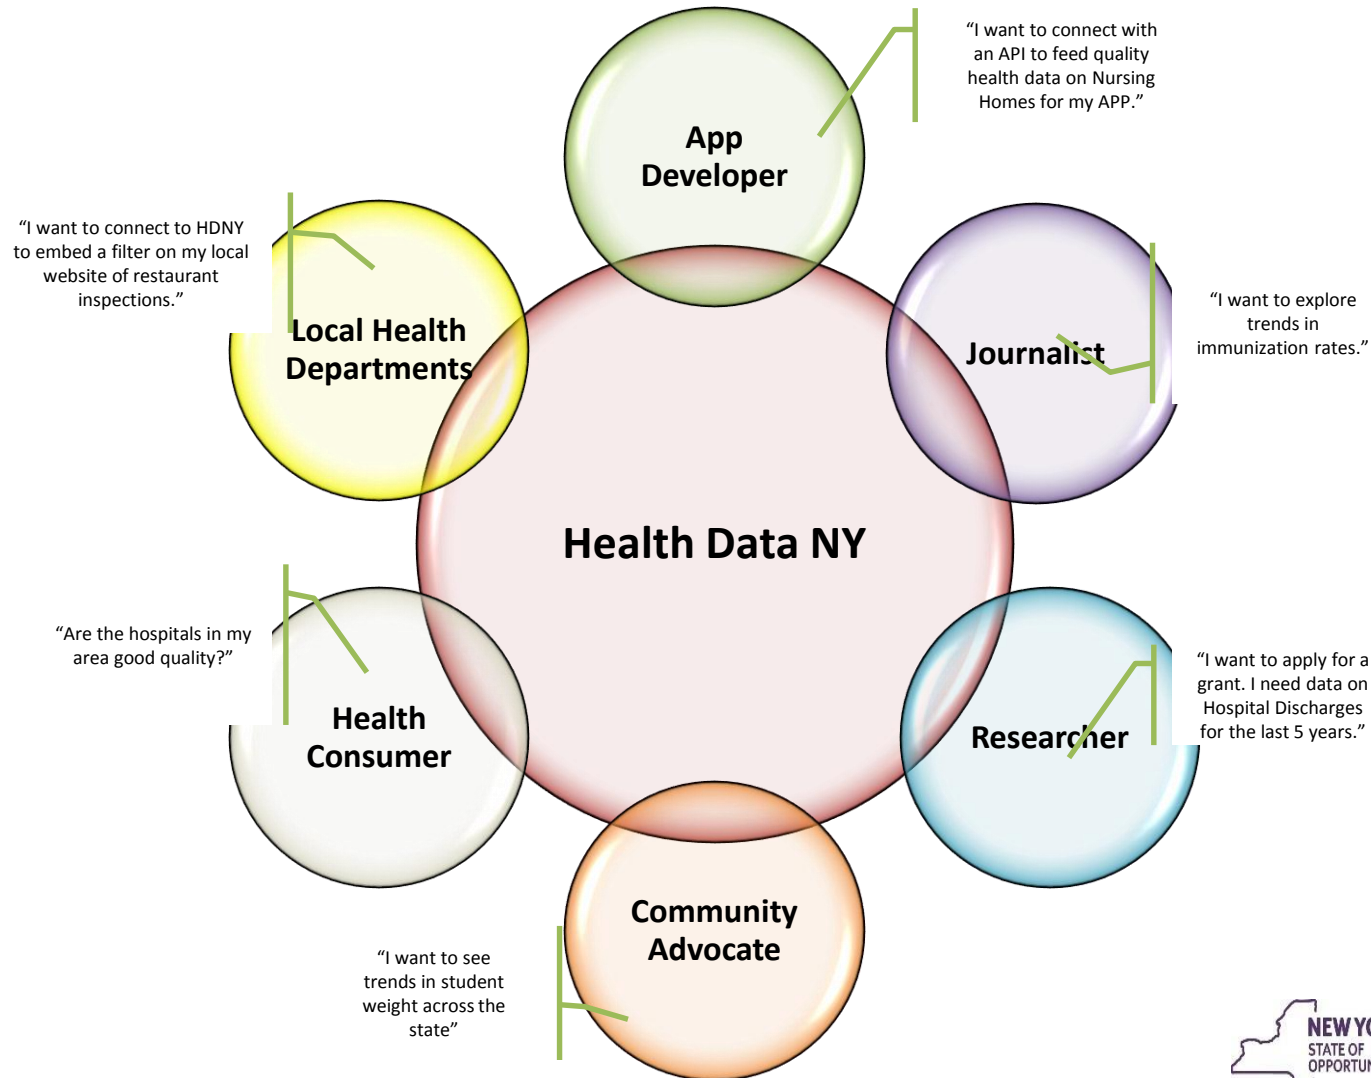 “I want to connect with
an API to feed quality
health data on Nursing
Homes for my APP.”
App
Developer
“I want to connect to HDNY
to embed a filter on my local
website of restaurant
inspections.”
Local Health
Departments
Journalist
“I want to explore
trends in
immunization rates.”
Health Data NY
“Are the hospitals in my
area good quality?”
Health
Consumer
Researcher
“I want to apply for a
grant. I need data on
Hospital Discharges
for the last 5 years.”
Community
Advocate
“I want to see
trends in student
weight across the
state”
NEW YO
STATE OF
OPPORTUN